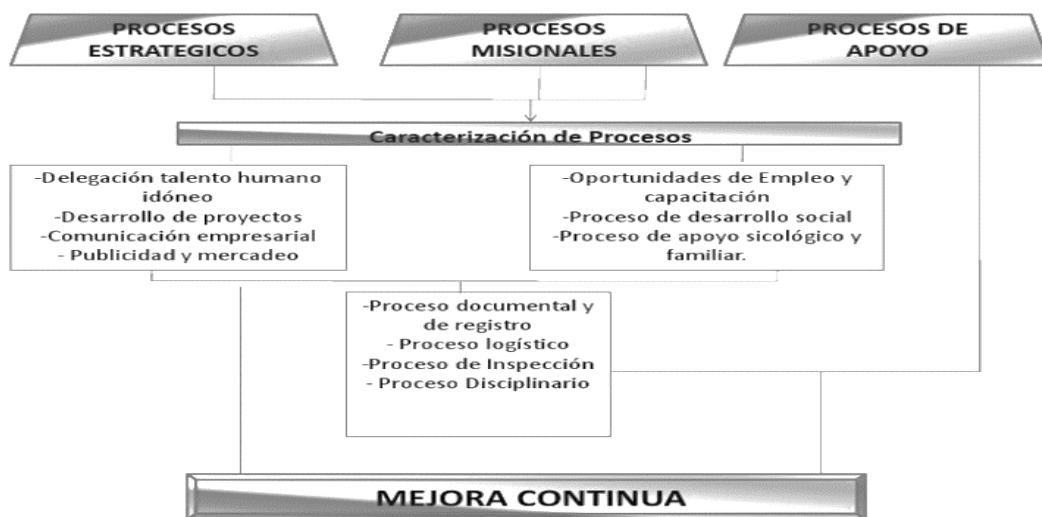 PROCESOS
ESTRATEGICOS
PROCESOS
MISIONALES
PROCESOS DE
APOYO
Caracterización de Procesos
-Delegación talento humano
idóneo
-Desarrollo de proyectos
-Comunicación empresarial
- Publicidad y mercadeo
-Oportunidades de Empleo y
capacitación
-Proceso de desarrollo social
-Proceso de apoyo sicológico y
familiar.
-Proceso documental y
de registro
- Proceso logístico
-Proceso de Inspección
- Proceso Disciplinario
MEJORA CONTINUA